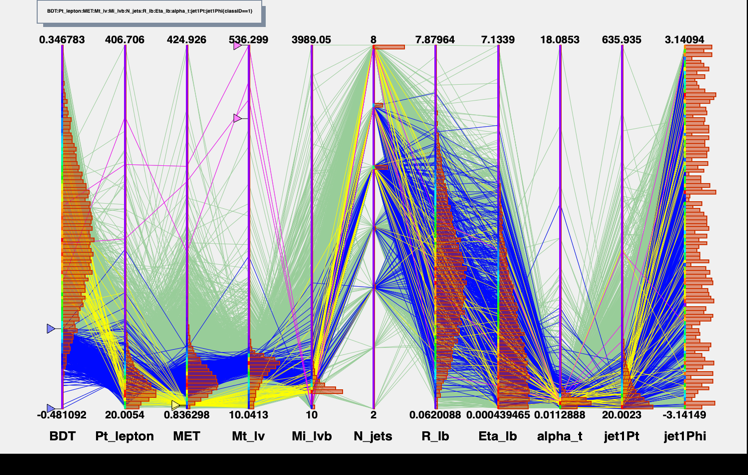 BDT:Pt_lepton:MET:Mt_lv:Mi_lvb:N_jets:R_lb:Eta_lb:alpha_t:jet1Pt:jet1Phi{classID==1}
0.346783 406.706 424.926 536.299 3989.05 8 7.87964 7.1339 18.0853 635.935 3.14094
-0.481092 20.0054 0.836298 10.0413 10 2 0.0620088 0.000439465 0.0112888 20.0023 -3.14149
BDT Pt_lepton MET Mt_lv Mi_lvb N_jets R_lb Eta_lb alpha_t jet1Pt jet1Phi